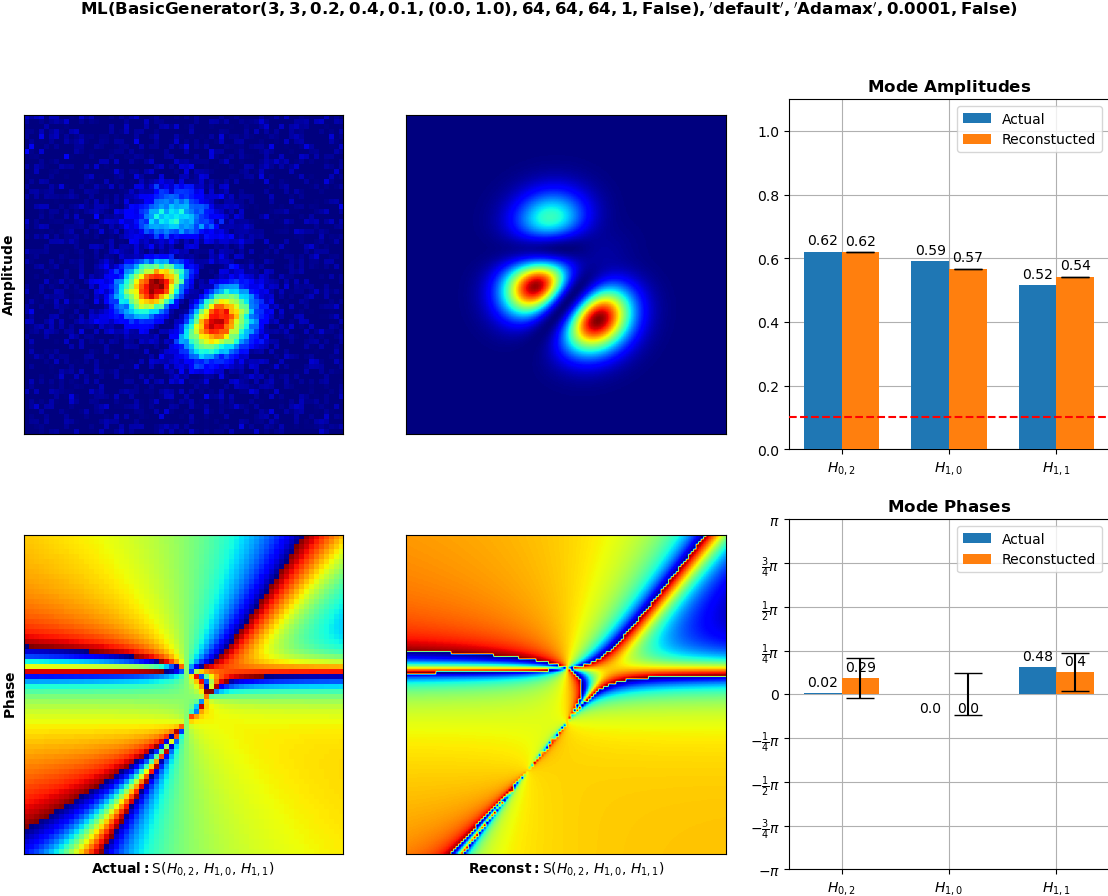 ML(BasicGenerator(3, 3, 0.2, 0.4, 0.1, (0.0, 1.0), 64, 64, 64, 1, False), ′default′, ′Adamax′, 0.0001, False)
Amplitude
Mode Amplitudes
Actual
Reconstucted
1.0
0.8
0.6
0.4
0.2
0.0
0.62 0.62
0.59 0.57
0.52 0.54
H0, 2
H1, 0
H1, 1
Phase
Actual: S(H0, 2, H1, 0, H1, 1)
Reconst: S(H0, 2, H1, 0, H1, 1)
Mode Phases
Actual
Reconstucted
π
3/4π
1/2π
1/4π
0
−1/4π
−1/2π
−3/4π
−π
0.02 0.29
0.0 0.0
0.48 0.4
H0, 2
H1, 0
H1, 1